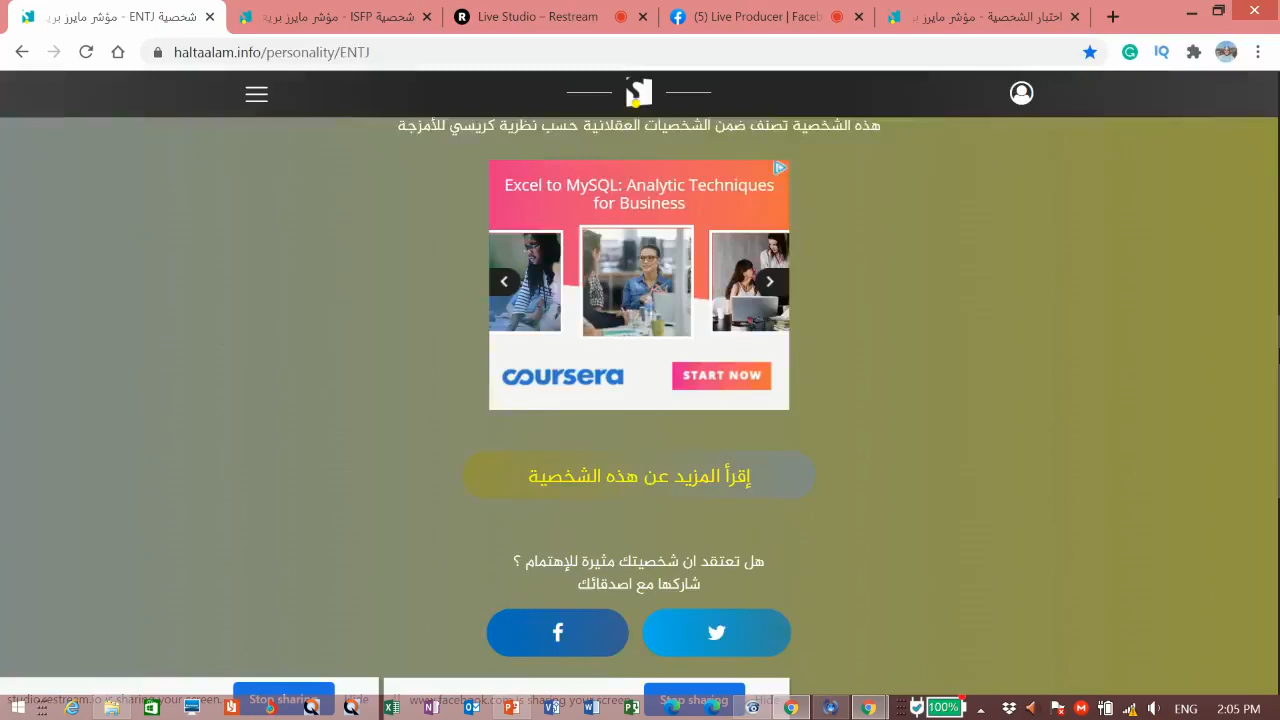 شخصية ENTJ - مؤشر مايرز بري
شخصية ISFP - مؤشر مايرز بريد
Live Studio – Restream
(5) Live Producer | Faceb
اختبار الشخصية - مؤشر مايرز ب
haltaalam.info/personality/ENTJ
هذه الشخصية تصنف ضمن الشخصيات العقلانية حسب نظرية كريسي للأمزجة
Excel to MySQL: Analytic Techniques
for Business
coursera
START NOW
إقرأ المزيد عن هذه الشخصية
هل تعتقد ان شخصيتك مثيرة للإهتمام ؟
شاركها مع اصدقائك
studio.restream.io is sharing your screen.
Stop sharing
Hide
www.facebook.com is sharing your screen.
Stop sharing
Hide
100%
ENG
2:05 PM